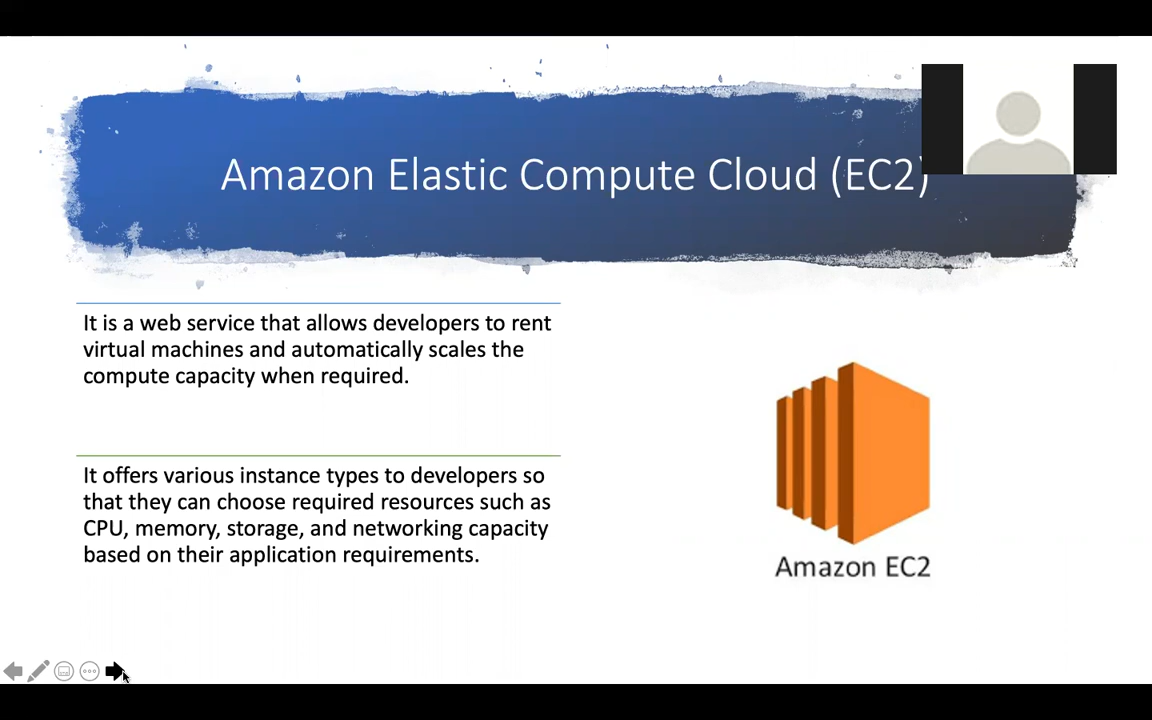 Amazon Elastic Compute Cloud (EC2)
It is a web service that allows developers to rent
virtual machines and automatically scales the
compute capacity when required.
It offers various instance types to developers so
that they can choose required resources such as
CPU, memory, storage, and networking capacity
based on their application requirements.
Amazon EC2